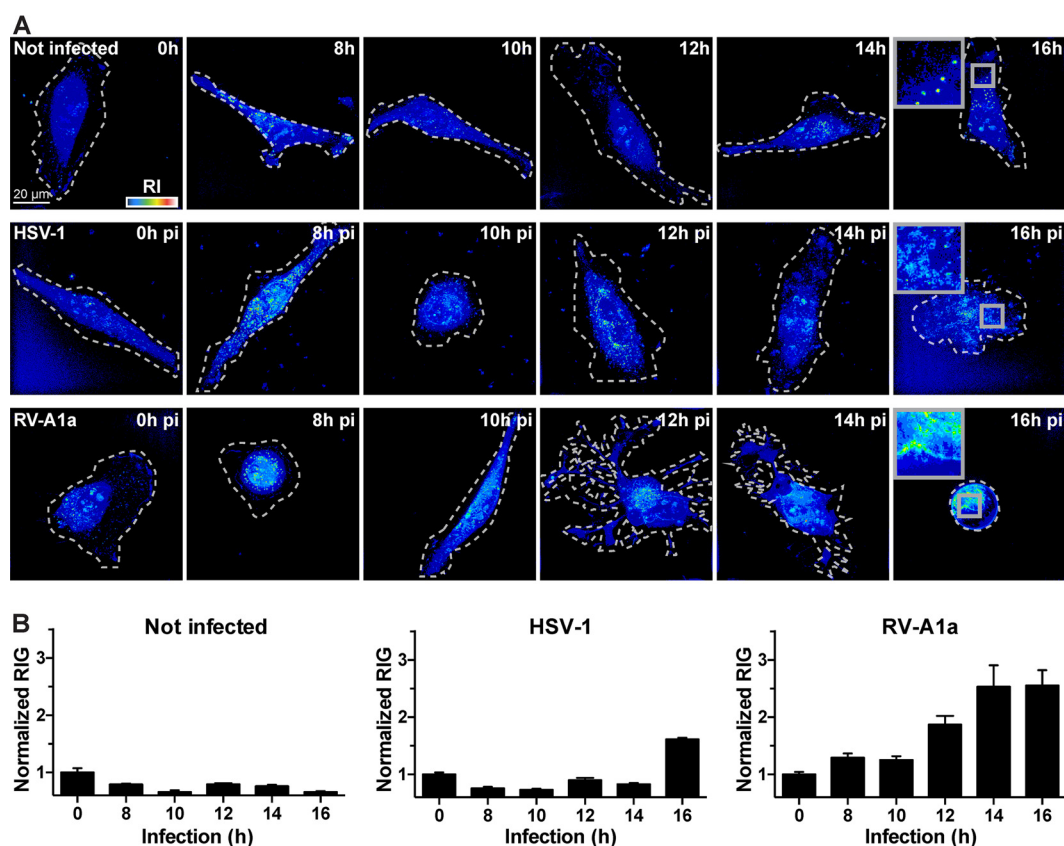 A
Not infected 0h 8h 10h 12h 14h 16h
20 µm RI
HSV-1 0h pi 8h pi 10h pi 12h pi 14h pi 16h pi
RV-A1a 0h pi 8h pi 10h pi 12h pi 14h pi 16h pi
B
Not infected
Normalized RIG
3
2
1
0 8 10 12 14 16
Infection (h)
HSV-1
Normalized RIG
3
2
1
0 8 10 12 14 16
Infection (h)
RV-A1a
Normalized RIG
3
2
1
0 8 10 12 14 16
Infection (h)